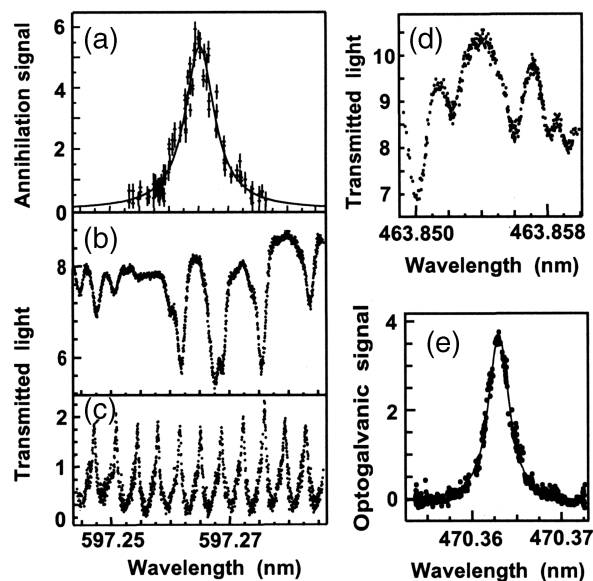 (a)
Annihilation signal
6
4
2
0
(b)
8
6
Transmitted light
(c)
2
1
0
597.25 597.27
Wavelength (nm)
(d)
Transmitted light
10
9
8
7
463.850 463.858
Wavelength (nm)
(e)
Optogalvanic signal
4
2
0
470.36 470.37
Wavelength (nm)